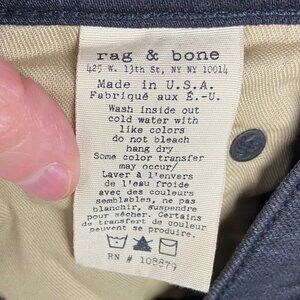 rag & bone
425 W. 13th St, NY NY 10014
Made in U.S.A.
Fabriqué aux É.-U.
Wash inside out
cold water with
like colors
do not bleach
hang dry
Some color transfer
may occur/
Laver à l'envers
de l'eau froide
avec des couleurs
semblables, ne pas
blanchir, suspendre
pour sécher. Certains
de transfert de couleur
peuvent se produire.
RN # 108879